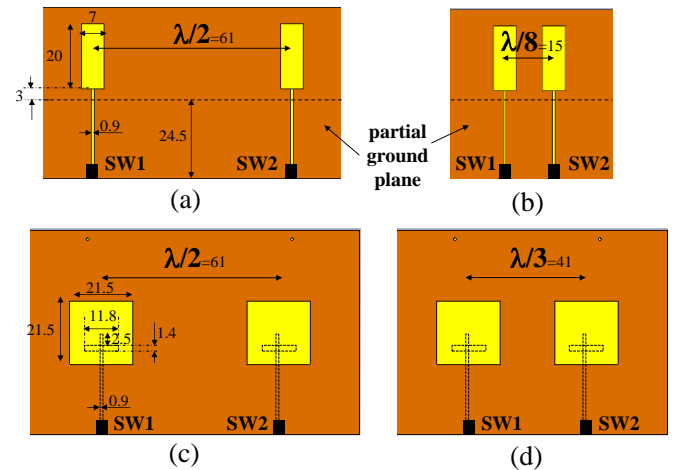 7
λ/2=61
20
3
0.9
24.5
SW1 SW2
(a)
λ/8=15
partial
ground
plane
SW1 SW2
(b)
λ/2=61
21.5
11.8
21.5
2.5
1.4
0.9
SW1 SW2
(c)
λ/3=41
SW1 SW2
(d)